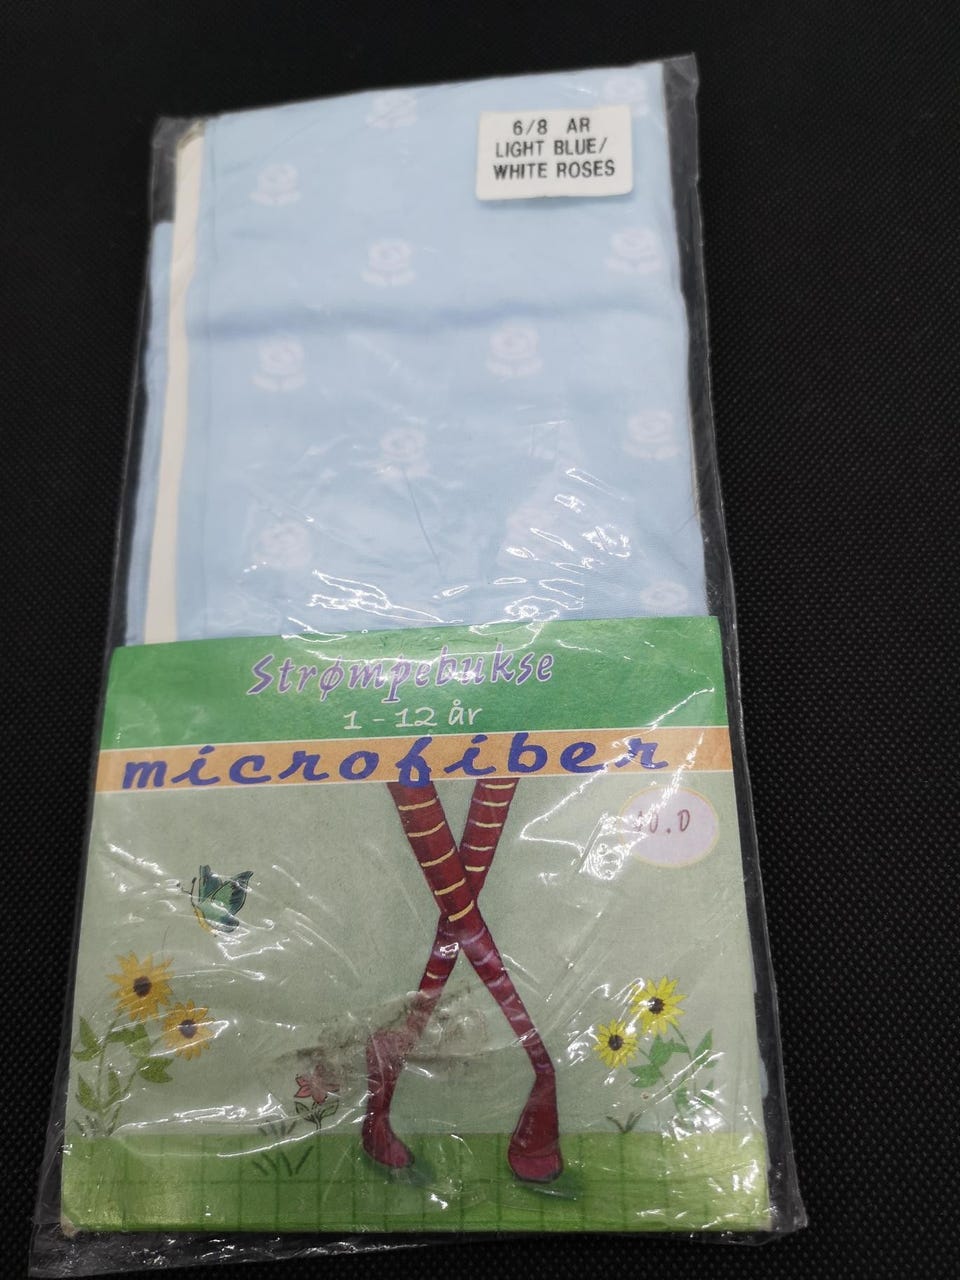 6/8 AR
LIGHT BLUE/
WHITE ROSES
Strømpebukse
1 - 12 år
microfiber